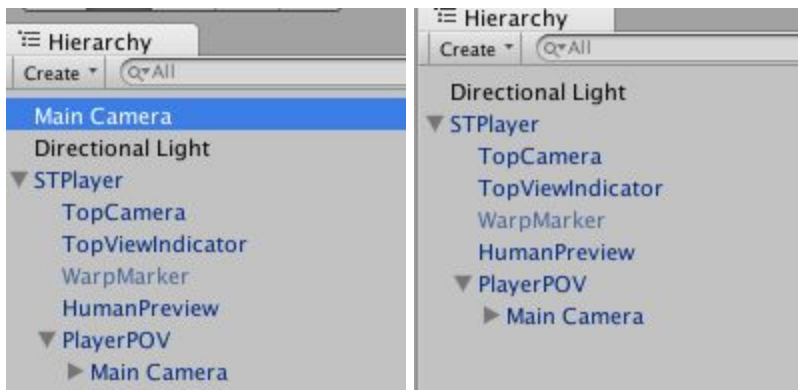 Hierarchy
Create
All
Main Camera
Directional Light
STPlayer
TopCamera
TopViewIndicator
WarpMarker
HumanPreview
PlayerPOV
Main Camera
Hierarchy
Create
All
Directional Light
STPlayer
TopCamera
TopViewIndicator
WarpMarker
HumanPreview
PlayerPOV
Main Camera